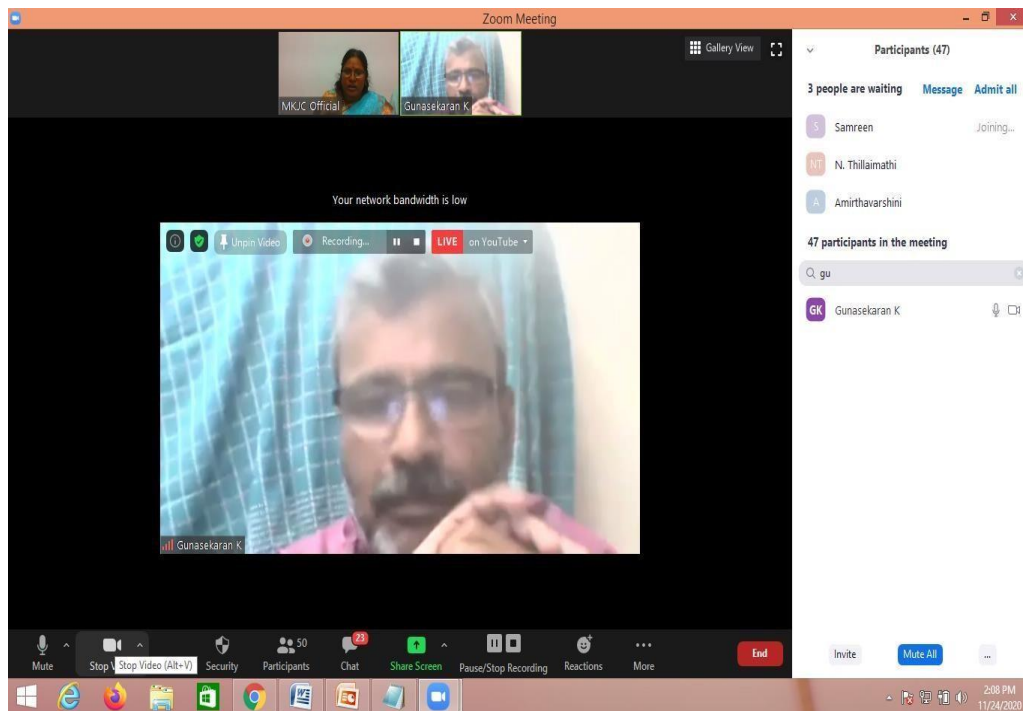 Zoom Meeting
MKJC Official
Gunasekaran K
Gallery View
Your network bandwidth is low
Unpin Video
Recording...
LIVE on YouTube
Gunasekaran K
Participants (47)
3 people are waiting Message Admit all
S Samreen Joining...
NT N. Thillaimathi
A Amirthavarshini
47 participants in the meeting
gu
GK Gunasekaran K
Mute
Stop V
Stop Video (Alt+V)
Security
50
Participants
23
Chat
Share Screen
Pause/Stop Recording
Reactions
More
End
Invite
Mute All
...
2:08 PM
11/24/2020